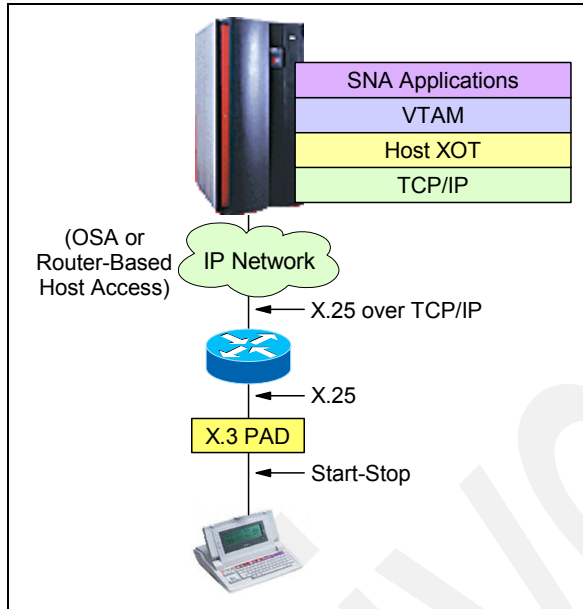 SNA Applications
VTAM
Host XOT
TCP/IP
(OSA or
Router-Based
Host Access)
IP Network
X.25 over TCP/IP
X.25
X.3 PAD
Start-Stop